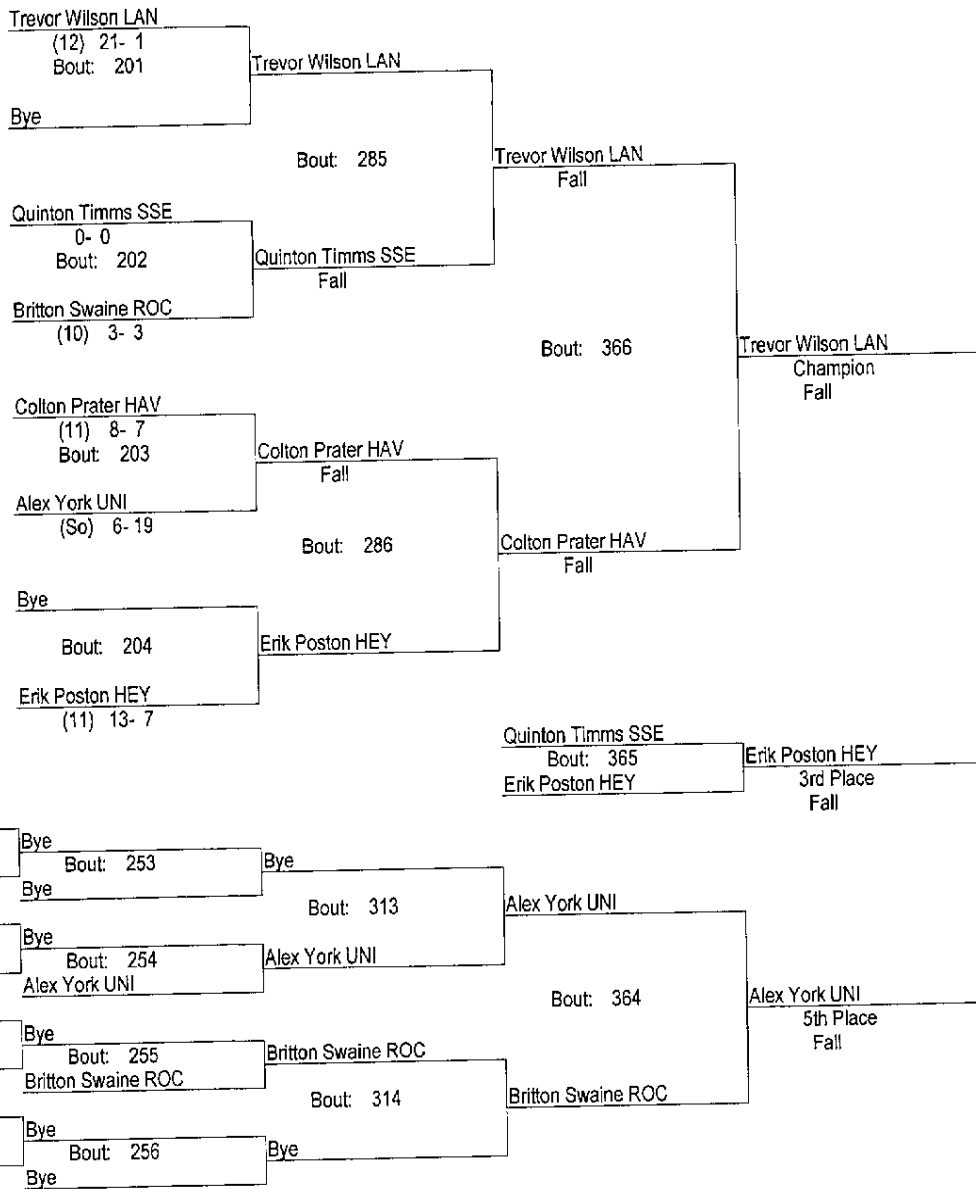 Trevor Wilson LAN
(12) 21- 1
Bout: 201
Trevor Wilson LAN
Bye
Bout: 285
Trevor Wilson LAN
Fall
Quinton Timms SSE
0- 0
Bout: 202
Quinton Timms SSE
Fall
Britton Swaine ROC
(10) 3- 3
Bout: 366
Trevor Wilson LAN
Champion
Fall
Colton Prater HAV
(11) 8- 7
Bout: 203
Colton Prater HAV
Fall
Alex York UNI
(So) 6- 19
Bout: 286
Colton Prater HAV
Fall
Bye
Bout: 204
Erik Poston HEY
Erik Poston HEY
(11) 13- 7
Quinton Timms SSE
Bout: 365
Erik Poston HEY
Erik Poston HEY
3rd Place
Fall
Bye
Bout: 253
Bye
Bye
Bout: 313
Alex York UNI
Bye
Bout: 254
Alex York UNI
Alex York UNI
Bout: 364
Alex York UNI
5th Place
Fall
Bye
Bout: 255
Britton Swaine ROC
Britton Swaine ROC
Bout: 314
Britton Swaine ROC
Bye
Bout: 256
Bye
Bye